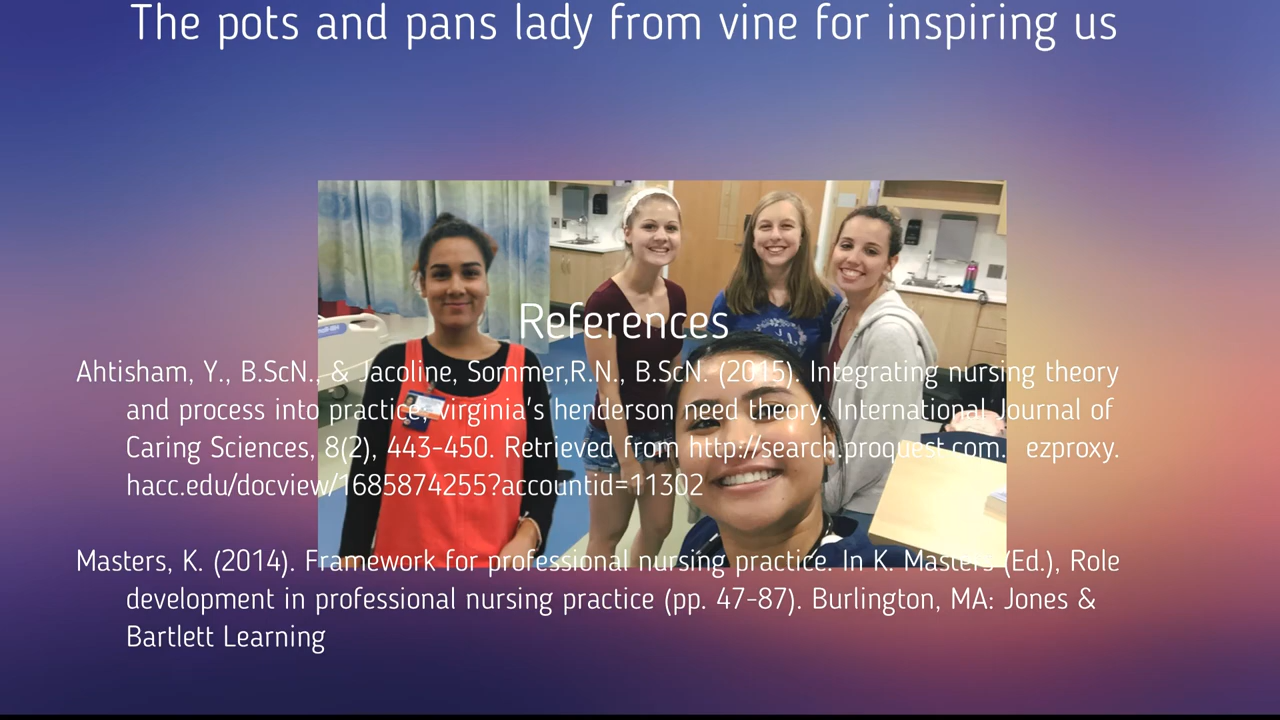 The pots and pans lady from vine for inspiring us
References
Ahtisham, Y., B.ScN., & Jacoline, Sommer,R.N., B.ScN. (2015). Integrating nursing theory
and process into practice; virginia's henderson need theory. International Journal of
Caring Sciences, 8(2), 443-450. Retrieved from http://search.proquest.com. ezproxy.
hacc.edu/docview/1685874255?accountid=11302
Masters, K. (2014). Framework for professional nursing practice. In K. Masters (Ed.), Role
development in professional nursing practice (pp. 47-87). Burlington, MA: Jones &
Bartlett Learning